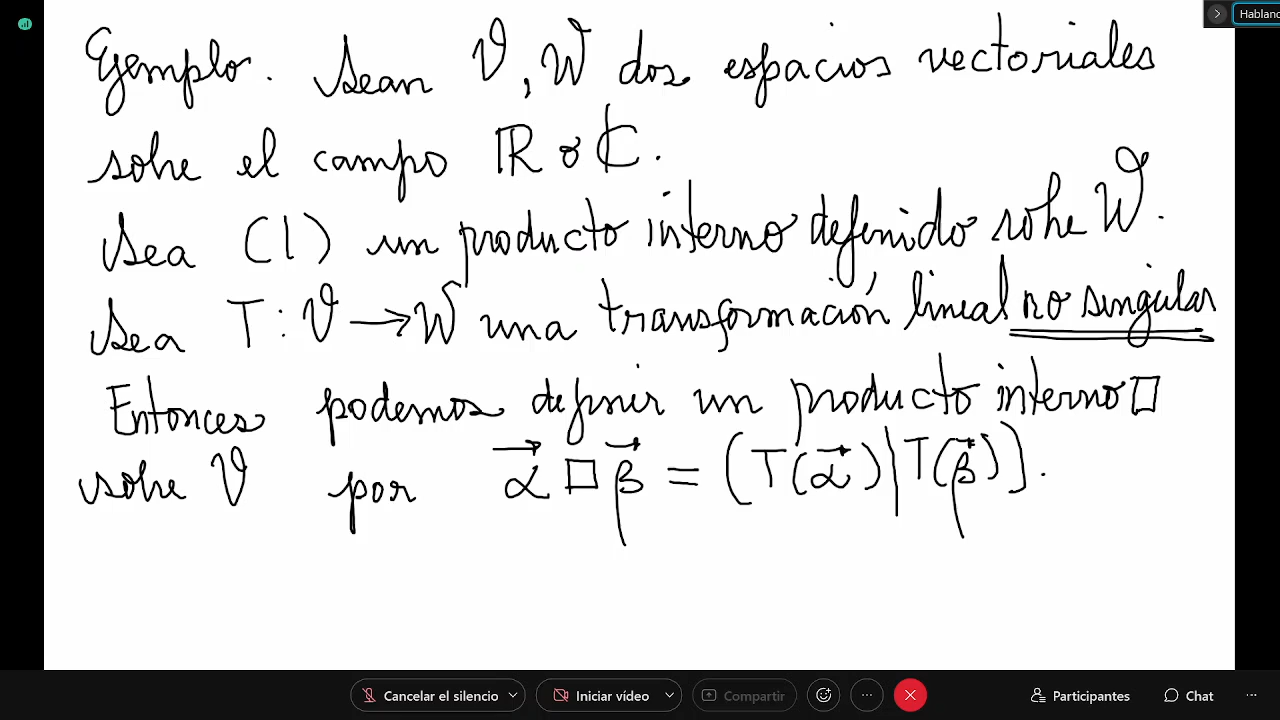 Hablando
Ejemplo. Sean V, W dos espacios vectoriales
sobre el campo ℝ o ℂ.
Sea ( | ) un producto interno definido sobre W.
Sea T : V → W una transformación lineal no singular
Entonces podemos definir un producto interno □
sobre V por α⃗ □ β⃗ = (T(α⃗)|T(β⃗)).
Cancelar el silencio Iniciar vídeo Compartir Participantes Chat